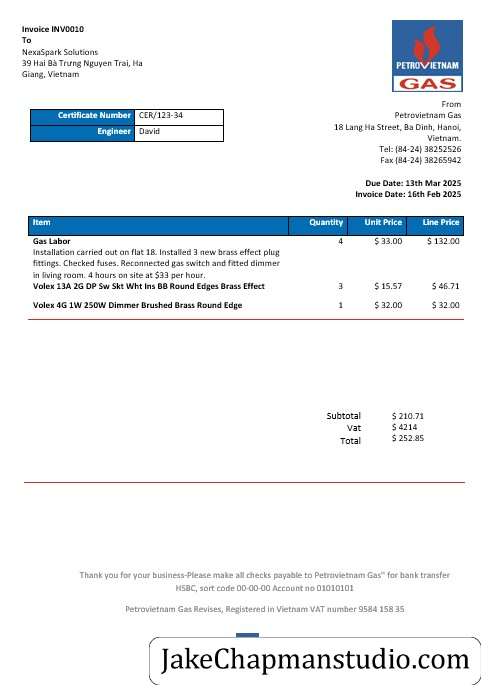 Invoice INV0010
To
NexaSpark Solutions
39 Hai Bà Trưng Nguyen Trai, Ha
Giang, Vietnam
PETROVIETNAM
GAS
From
Petrovietnam Gas
18 Lang Ha Street, Ba Dinh, Hanoi,
Vietnam.
Tel: (84-24) 38252526
Fax (84-24) 38265942
Certificate Number CER/123-34
Engineer David
Due Date: 13th Mar 2025
Invoice Date: 16th Feb 2025
Item Quantity Unit Price Line Price
Gas Labor 4 $ 33.00 $ 132.00
Installation carried out on flat 18. Installed 3 new brass effect plug
fittings. Checked fuses. Reconnected gas switch and fitted dimmer
in living room. 4 hours on site at $33 per hour.
Volex 13A 2G DP Sw Skt Wht Ins BB Round Edges Brass Effect 3 $ 15.57 $ 46.71
Volex 4G 1W 250W Dimmer Brushed Brass Round Edge 1 $ 32.00 $ 32.00
Subtotal $ 210.71
Vat $ 4214
Total $ 252.85
Thank you for your business-Please make all checks payable to Petrovietnam Gas" for bank transfer
HSBC, sort code 00-00-00 Account no 01010101
Petrovietnam Gas Revises, Registered in Vietnam VAT number 9584 158 35
JakeChapmanstudio.com